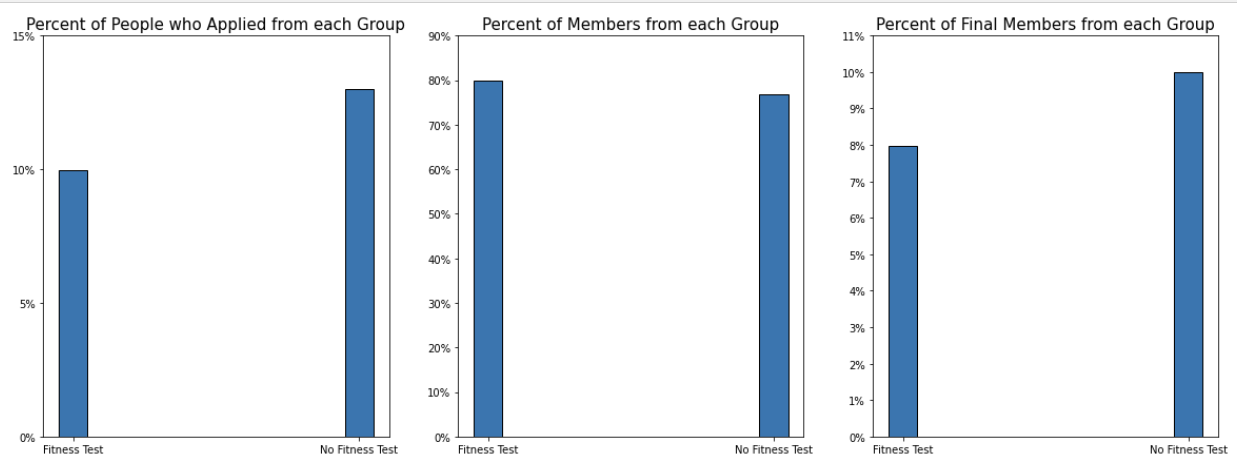 Percent of People who Applied from each Group
15%
10%
5%
0%
Fitness Test
No Fitness Test
Percent of Members from each Group
90%
80%
70%
60%
50%
40%
30%
20%
10%
0%
Fitness Test
No Fitness Test
Percent of Final Members from each Group
11%
10%
9%
8%
7%
6%
5%
4%
3%
2%
1%
0%
Fitness Test
No Fitness Test